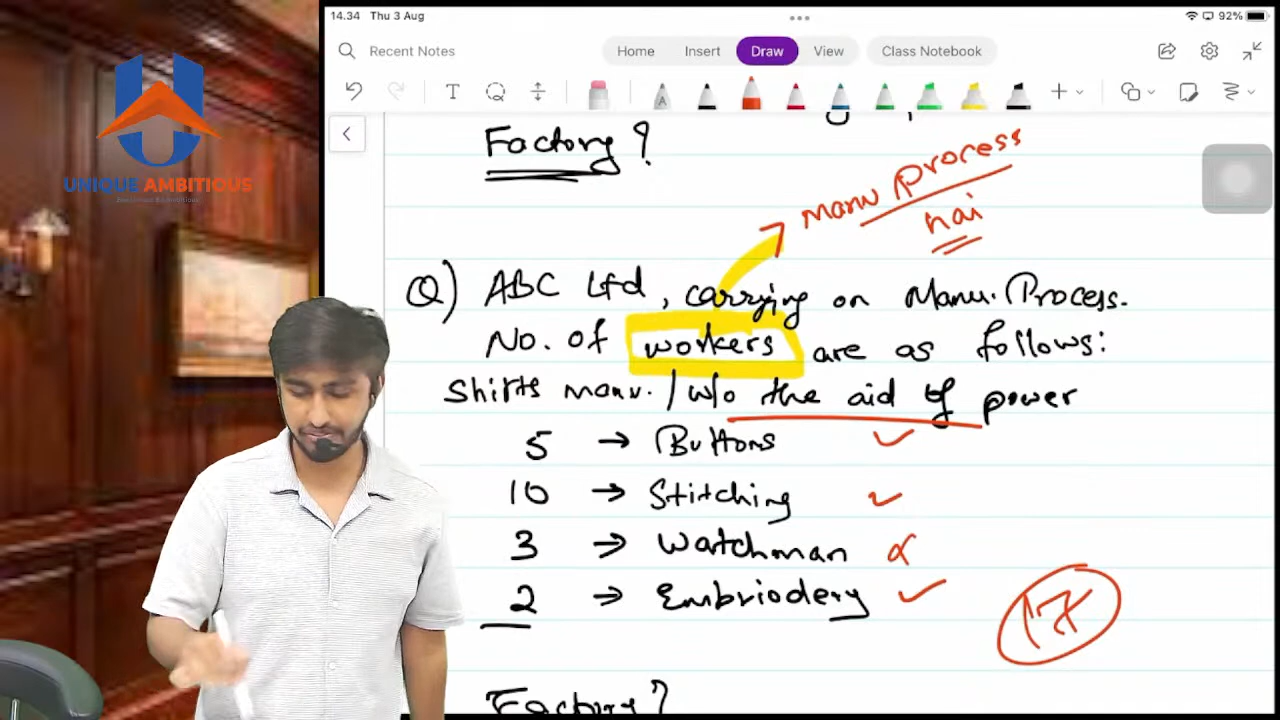 14.34 Thu 3 Aug
92%
Recent Notes
Home Insert Draw View Class Notebook
UNIQUE AMBITIOUS
Factory?
Manu process
hai
Q) ABC Ltd, carrying on Manu. Process.
No. of workers are as follows:
Shirts manu. / w/o the aid of power
5 → Buttons
10 → Stitching
3 → Watchman
2 → Embriodery
17
Factory?